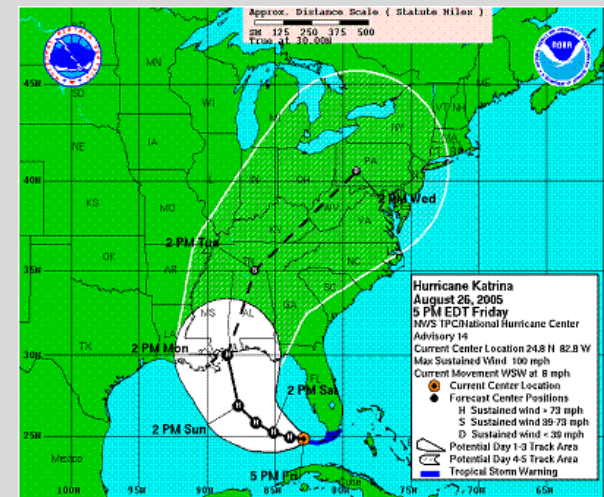 Approx. Distance Scale ( Statute Miles )
SM 125 250 375 500
True at 30.00N
NOAA
45N
40N
35N
30N
25N
MN
SD
WI
MI
ME
VT
NH
NY
MA
NE
IA
PA
IL
IN
OH
WV
VA
KS
MO
KY
2 PM Wed
2 PM Tue
TN
NC
OK
AR
SC
MS
AL
GA
TX
LA
2 PM Mon
FL
2 PM Sat
2 PM Sun
5 PM Fri
Mexico
Cuba
100W 95W 90W 85W 80W 75W 70W 65W
Hurricane Katrina
August 26, 2005
5 PM EDT Friday
NWS TPC/National Hurricane Center
Advisory 14
Current Center Location 24.8 N 82.8 W
Max Sustained Wind 100 mph
Current Movement WSW at 8 mph
Current Center Location
Forecast Center Positions
H Sustained wind > 73 mph
S Sustained wind 39-73 mph
D Sustained wind < 39 mph
Potential Day 1-3 Track Area
Potential Day 4-5 Track Area
Tropical Storm Warning